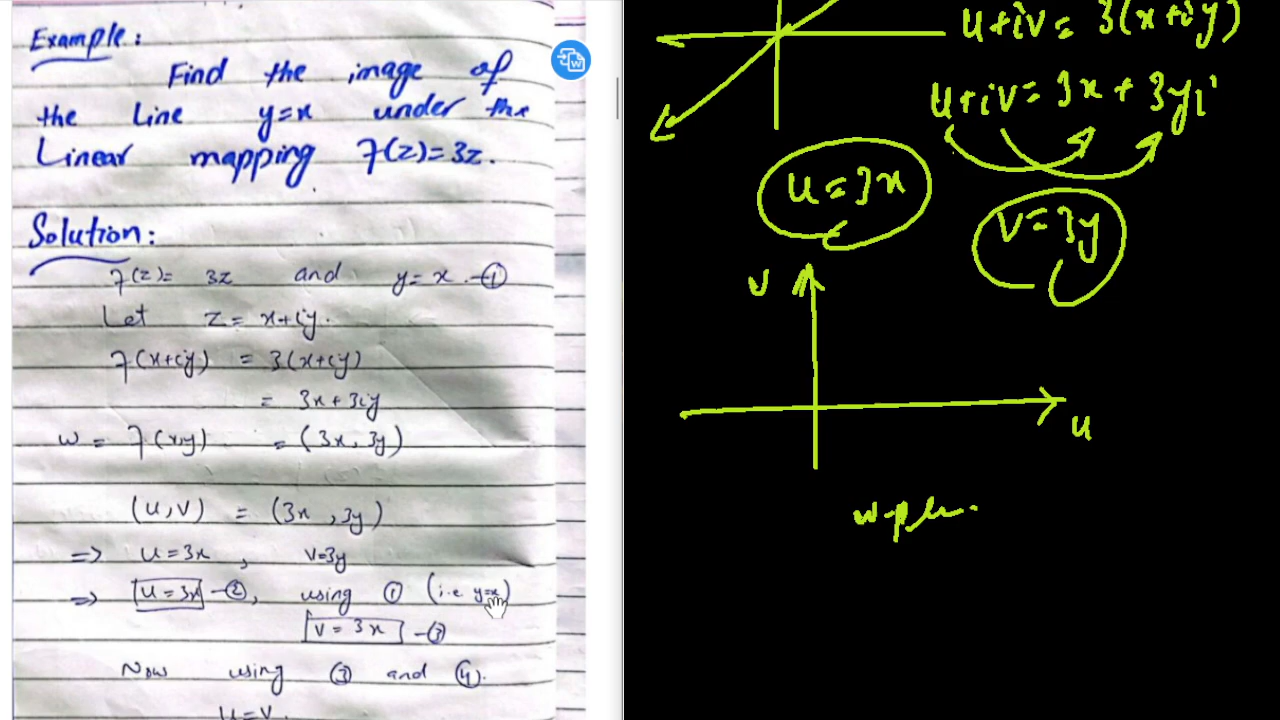 Example:
Find the image of
the Line y=x under the
Linear mapping f(z)=3z.
Solution:
f(z)= 3z and y= x -①
Let z= x+iy.
f(x+iy) = 3(x+iy)
= 3x+3iy
w = f(x,y) =(3x, 3y)
(u,v) = (3x,3y)
=> u=3x, v=3y
=> u=3x -②, using ① (i.e y=x)
v=3x -③
Now using ③ and ④.
u=v
u+iv= 3(x+iy)
u+iv= 3x+3yi
u=3x
v=3y
v
u